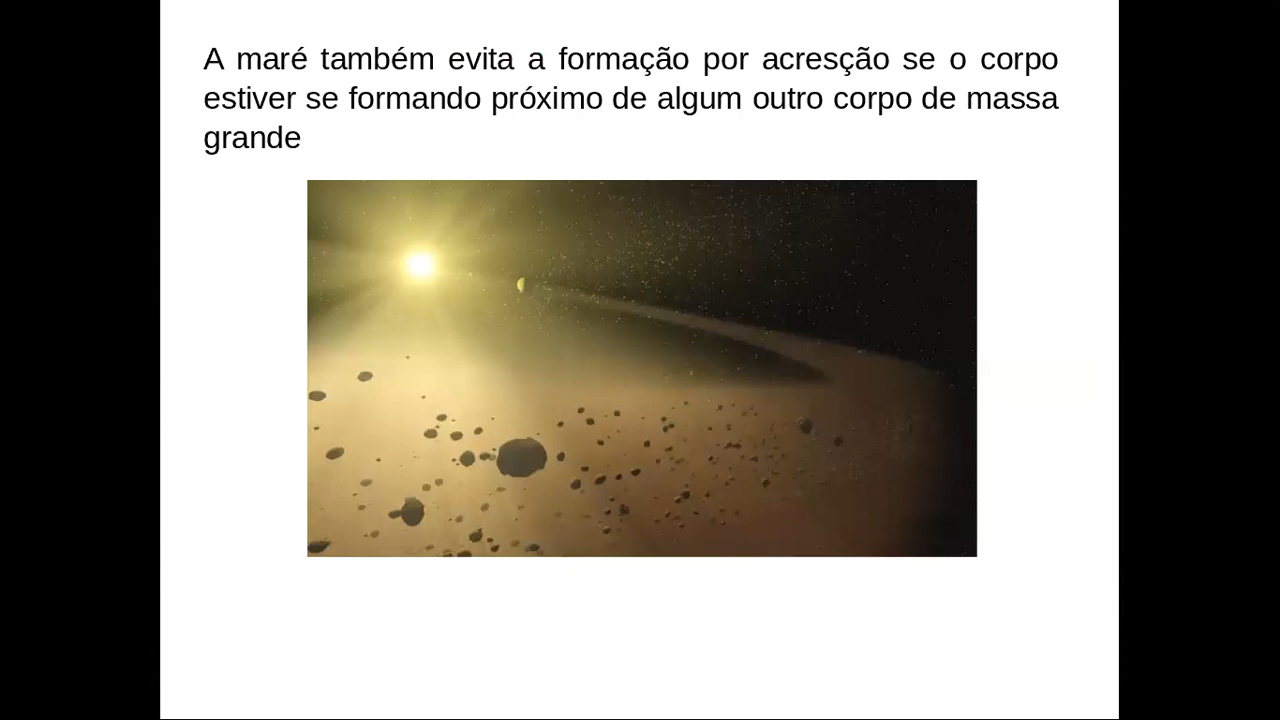 A maré também evita a formação por acresção se o corpo
estiver se formando próximo de algum outro corpo de massa
grande